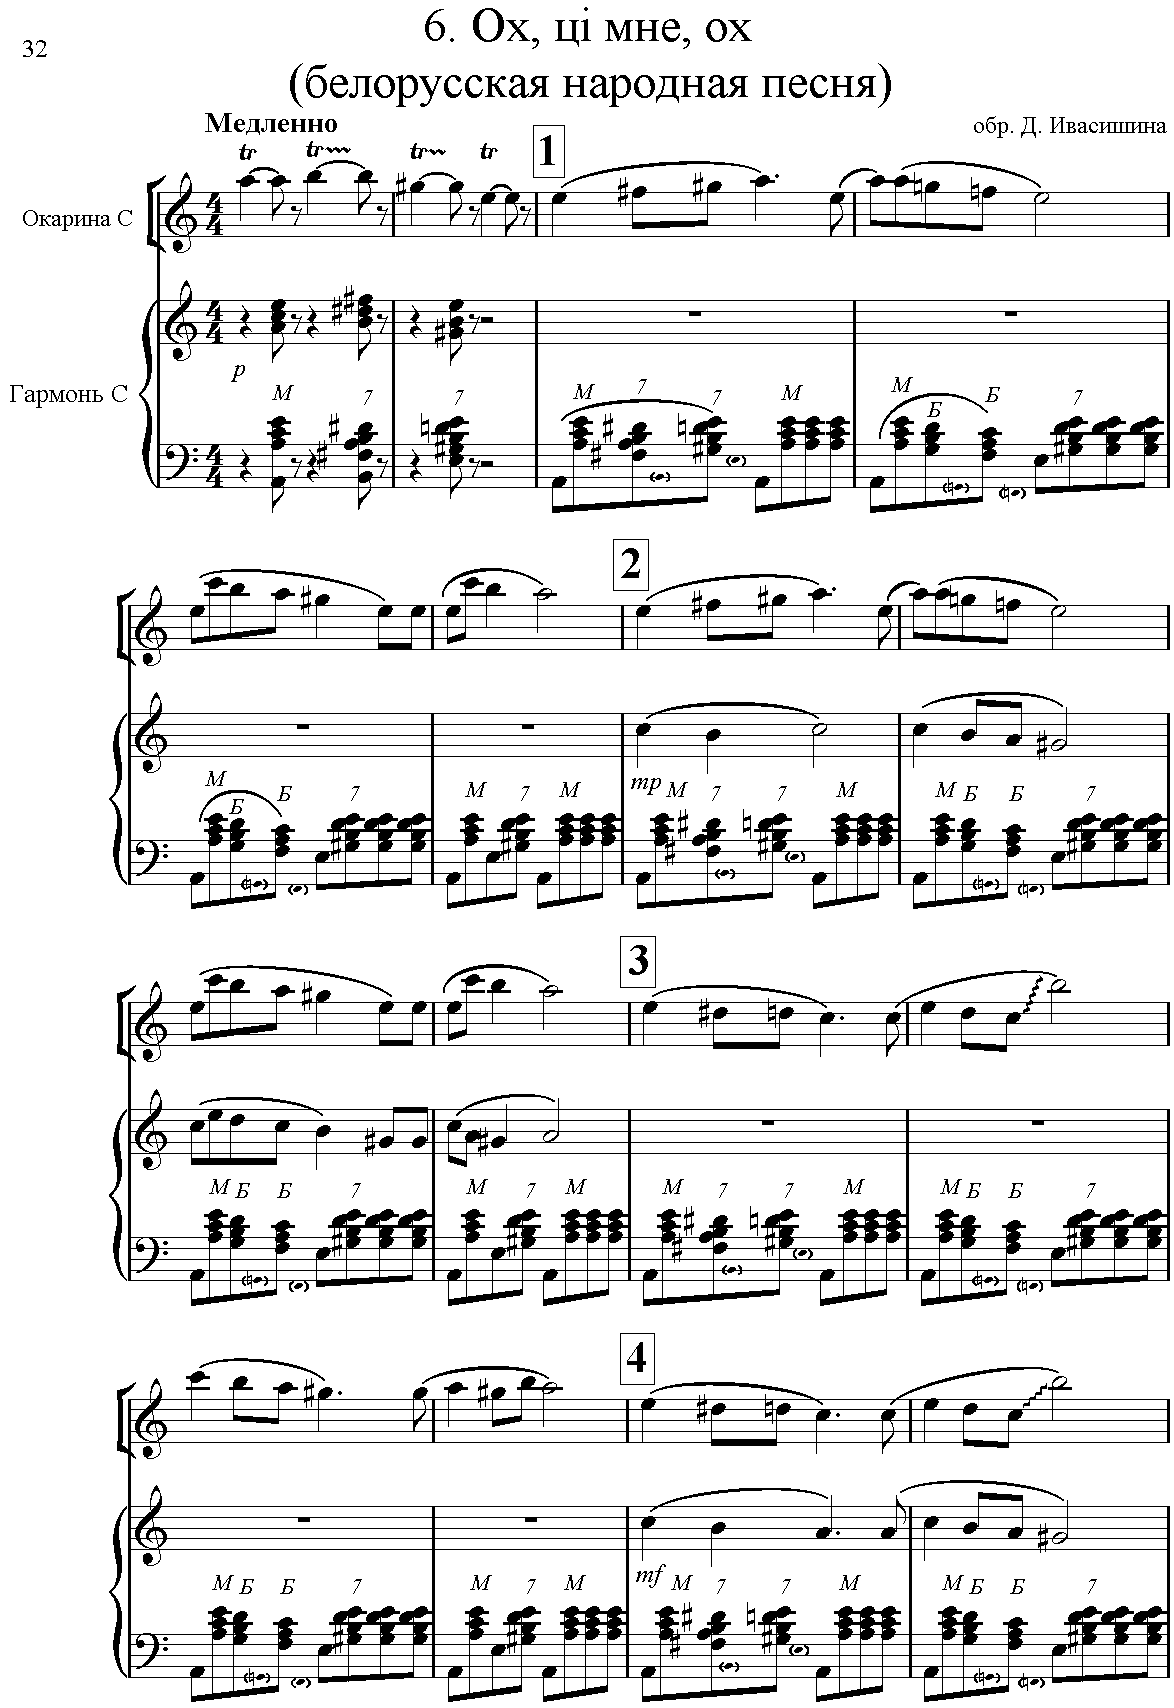 32
6. Ох, ці мне, ох
(белорусская народная песня)
Медленно
обр. Д. Ивасишина
tr tr tr tr
1
Окарина С
p
Гармонь С
М 7 7 М 7 М М Б Б 7
2
М Б Б 7 М 7 М
mp
М 7 7 М М Б Б 7
3
М Б Б 7 М 7 М М 7 7 М М Б Б 7
4
mf
М Б Б 7 М 7 М М 7 7 М М Б Б 7